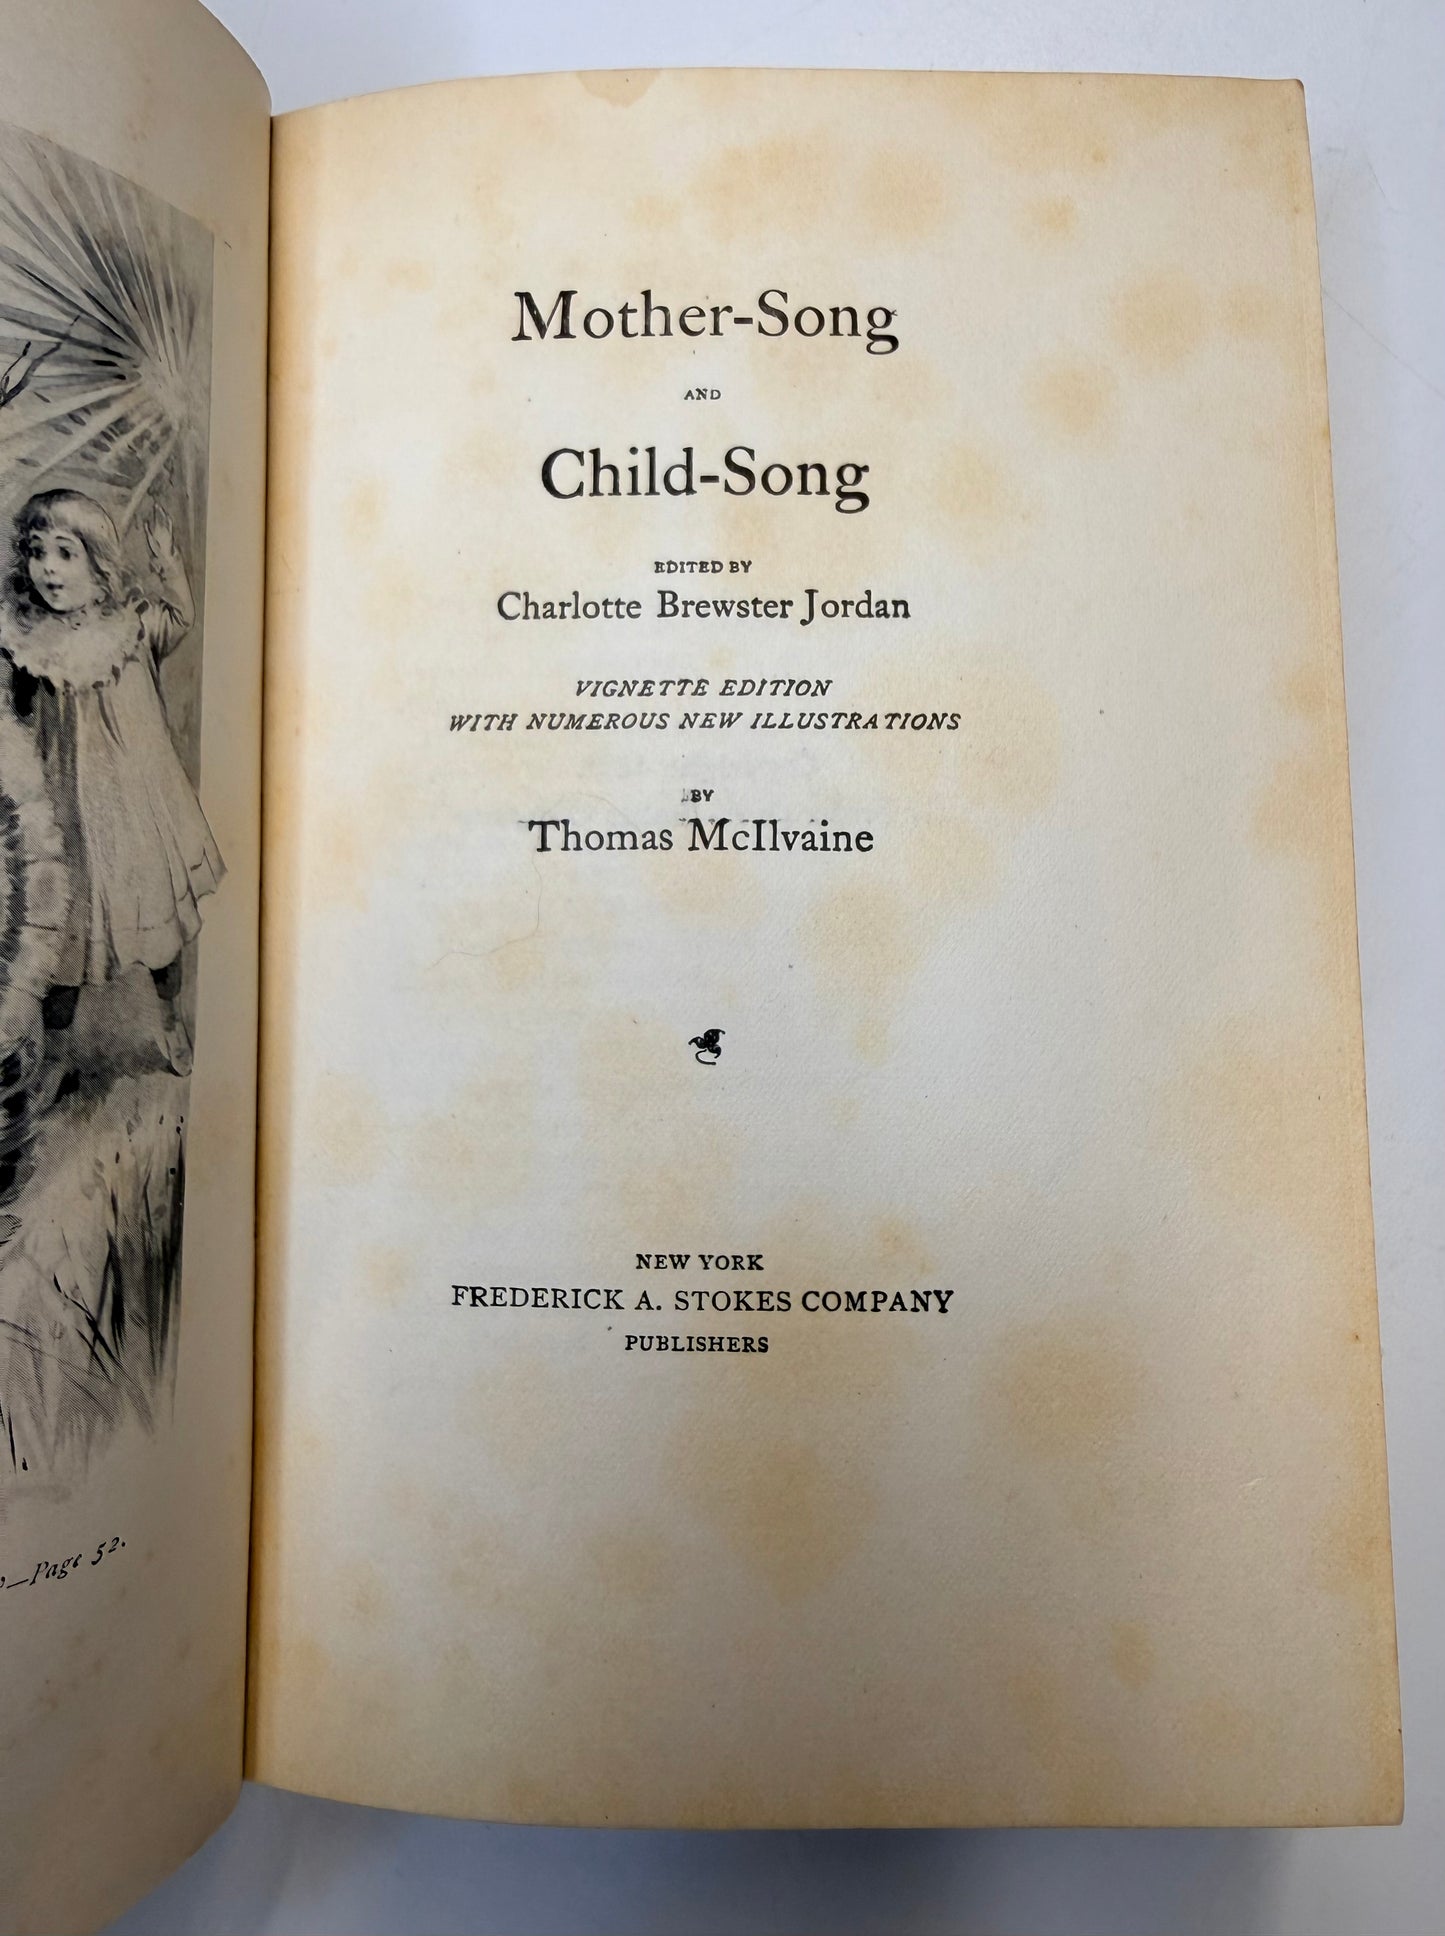 Mother-Song
AND
Child-Song
EDITED BY
Charlotte Brewster Jordan
VIGNETTE EDITION
WITH NUMEROUS NEW ILLUSTRATIONS
BY
Thomas McIlvaine
NEW YORK
FREDERICK A. STOKES COMPANY
PUBLISHERS
—Page 52.